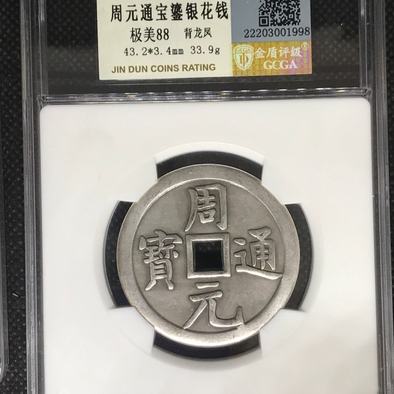 周元通宝鎏银花钱
极美88 背龙凤
43.2*3.4mm 33.9g
JIN DUN COINS RATING
22203001998
金盾评级
GCGA
周元通寶